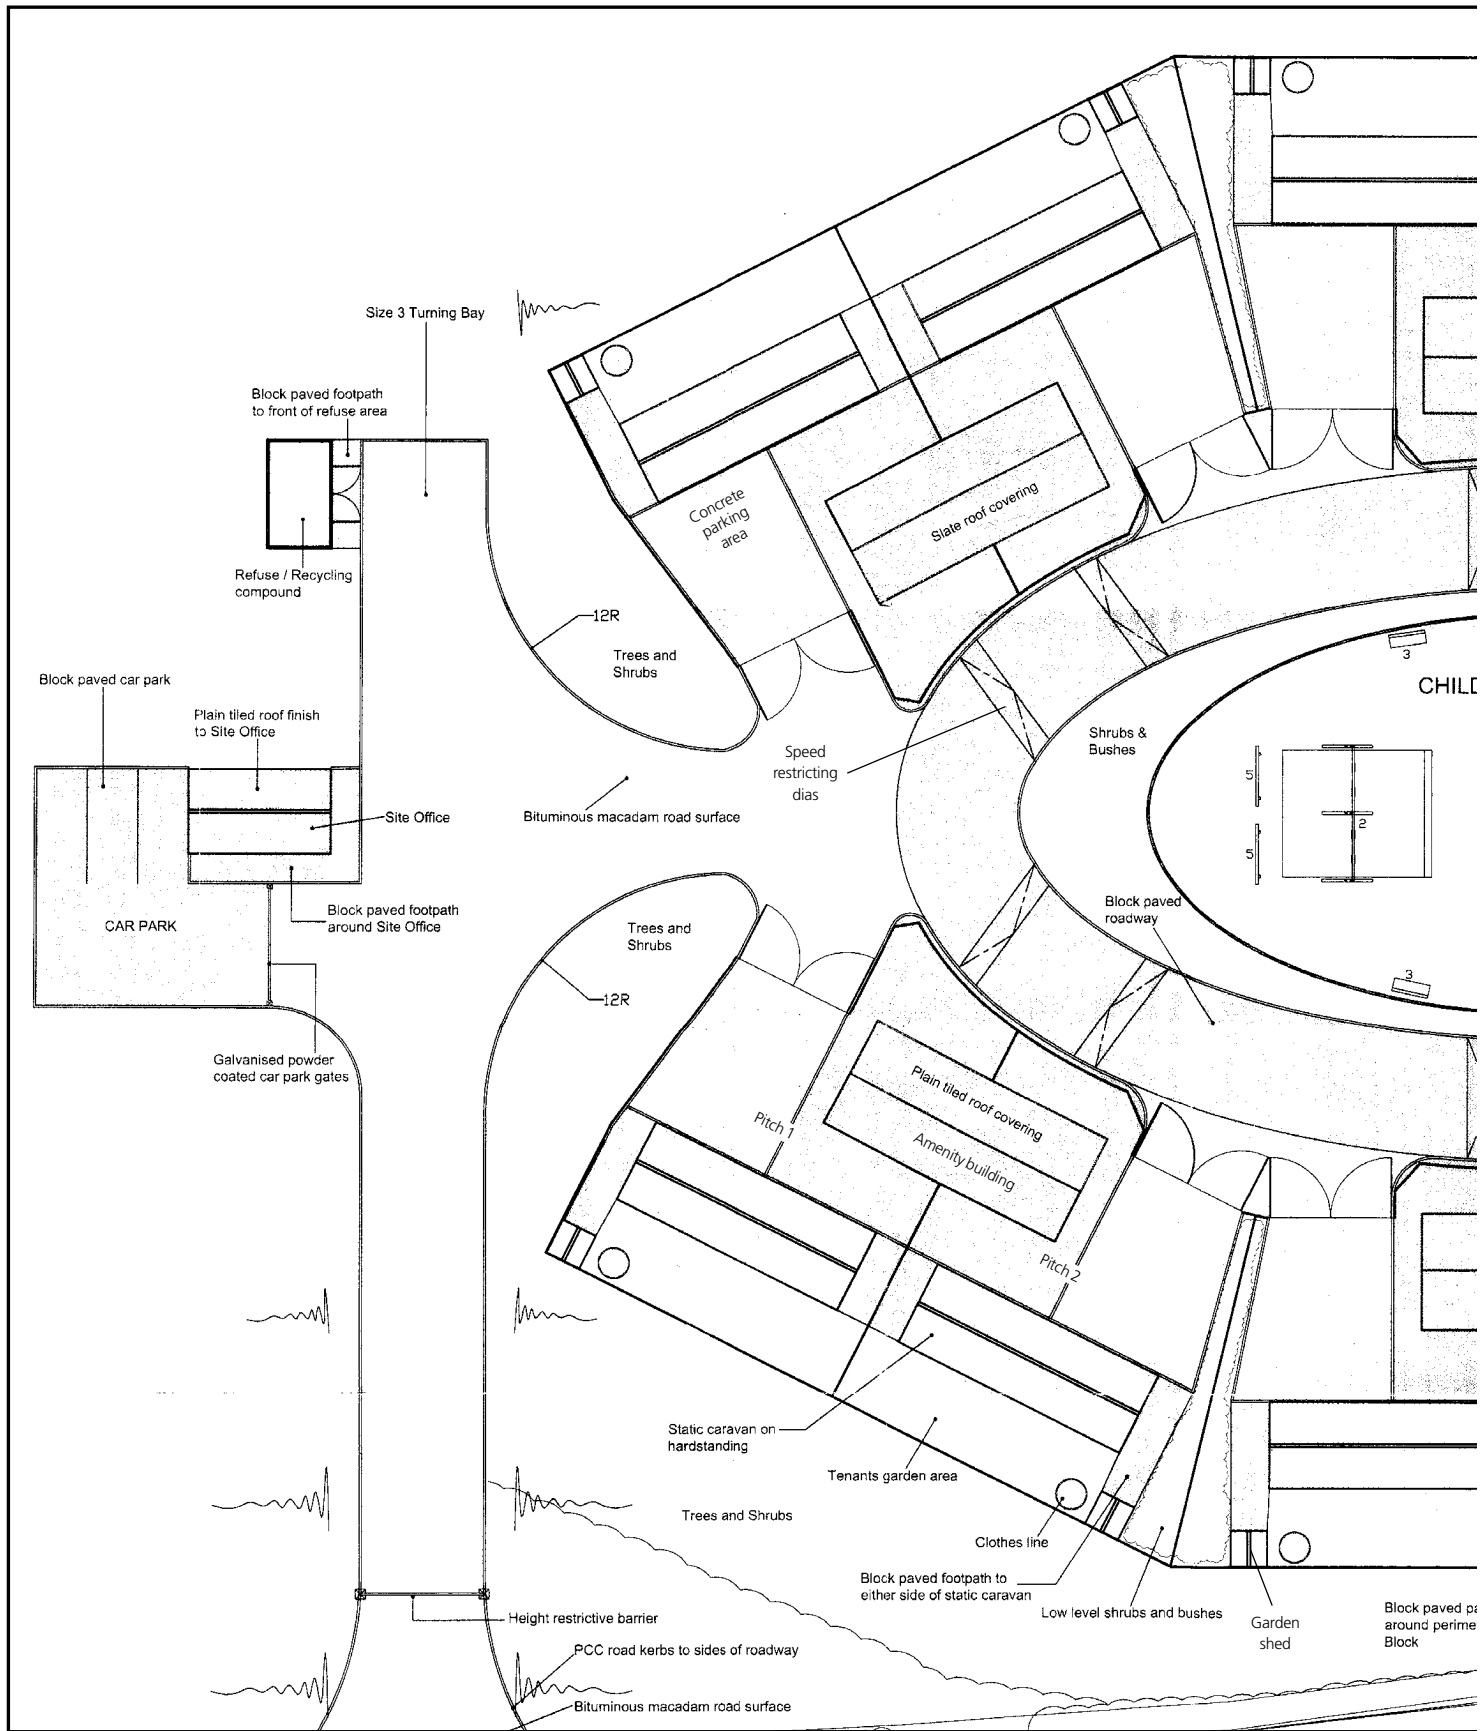 Size 3 Turning Bay
Block paved footpath
to front of refuse area
Concrete
parking
area
Slate roof covering
Refuse / Recycling
compound
12R
Trees and
Shrubs
3
CHILD
Block paved car park
Plain tiled roof finish
to Site Office
Shrubs &
Bushes
Speed
restricting
dias
5
2
5
Site Office
Bituminous macadam road surface
Block paved footpath
around Site Office
CAR PARK
Trees and
Shrubs
Block paved
roadway
3
12R
Galvanised powder
coated car park gates
Plain tiled roof covering
Pitch 1
Amenity building
Pitch 2
Static caravan on
hardstanding
Tenants garden area
Trees and Shrubs
Clothes line
Block paved footpath to
either side of static caravan
Low level shrubs and bushes
Garden
shed
Block paved pa
around perime
Block
Height restrictive barrier
PCC road kerbs to sides of roadway
Bituminous macadam road surface